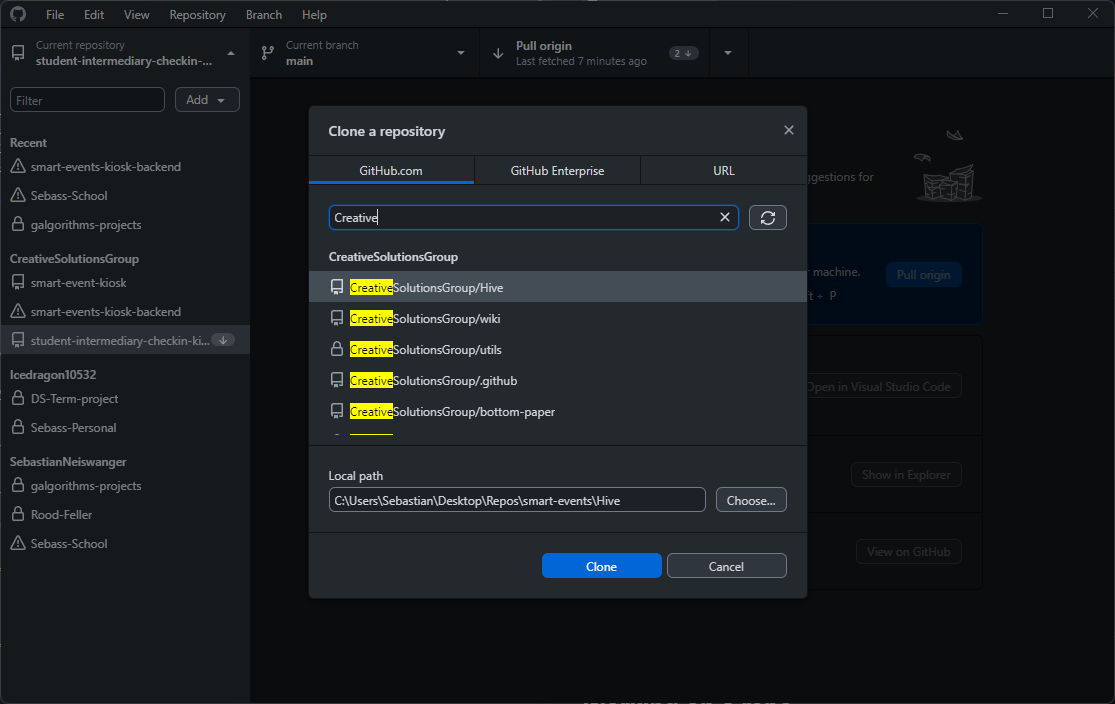 File Edit View Repository Branch Help
Current repository
student-intermediary-checkin-...
Current branch
main
Pull origin
Last fetched 7 minutes ago
2
Filter
Add
Recent
smart-events-kiosk-backend
Sebass-School
galgorithms-projects
CreativeSolutionsGroup
smart-event-kiosk
smart-events-kiosk-backend
student-intermediary-checkin-ki...
Icedragon10532
DS-Term-project
Sebass-Personal
SebastianNeiswanger
galgorithms-projects
Rood-Feller
Sebass-School
Clone a repository
GitHub.com
GitHub Enterprise
URL
Creative
CreativeSolutionsGroup
CreativeSolutionsGroup/Hive
CreativeSolutionsGroup/wiki
CreativeSolutionsGroup/utils
CreativeSolutionsGroup/.github
CreativeSolutionsGroup/bottom-paper
Local path
C:\Users\Sebastian\Desktop\Repos\smart-events\Hive
Choose...
Clone
Cancel
ggestions for
machine.
Pull origin
+ P
Open in Visual Studio Code
Show in Explorer
View on GitHub